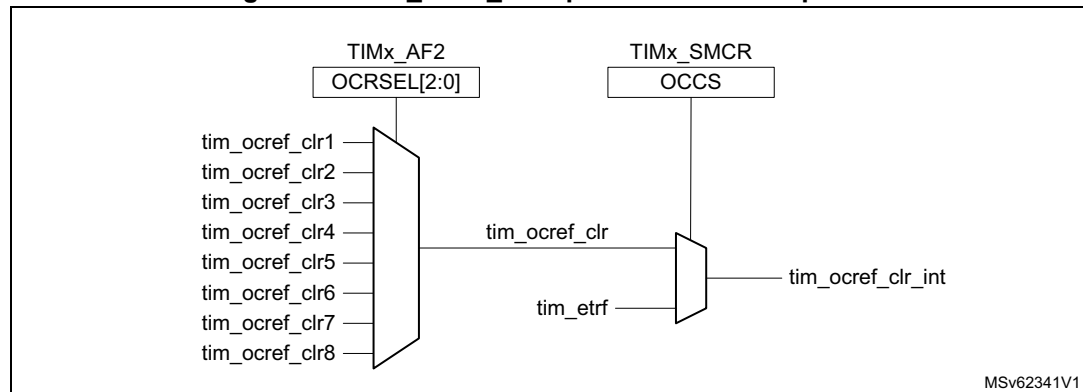 TIMx_AF2
TIMx_SMCR
OCRSEL[2:0]
OCCS
tim_ocref_clr1
tim_ocref_clr2
tim_ocref_clr3
tim_ocref_clr4
tim_ocref_clr
tim_ocref_clr5
tim_ocref_clr_int
tim_ocref_clr6
tim_etrf
tim_ocref_clr7
tim_ocref_clr8
MSv62341V1